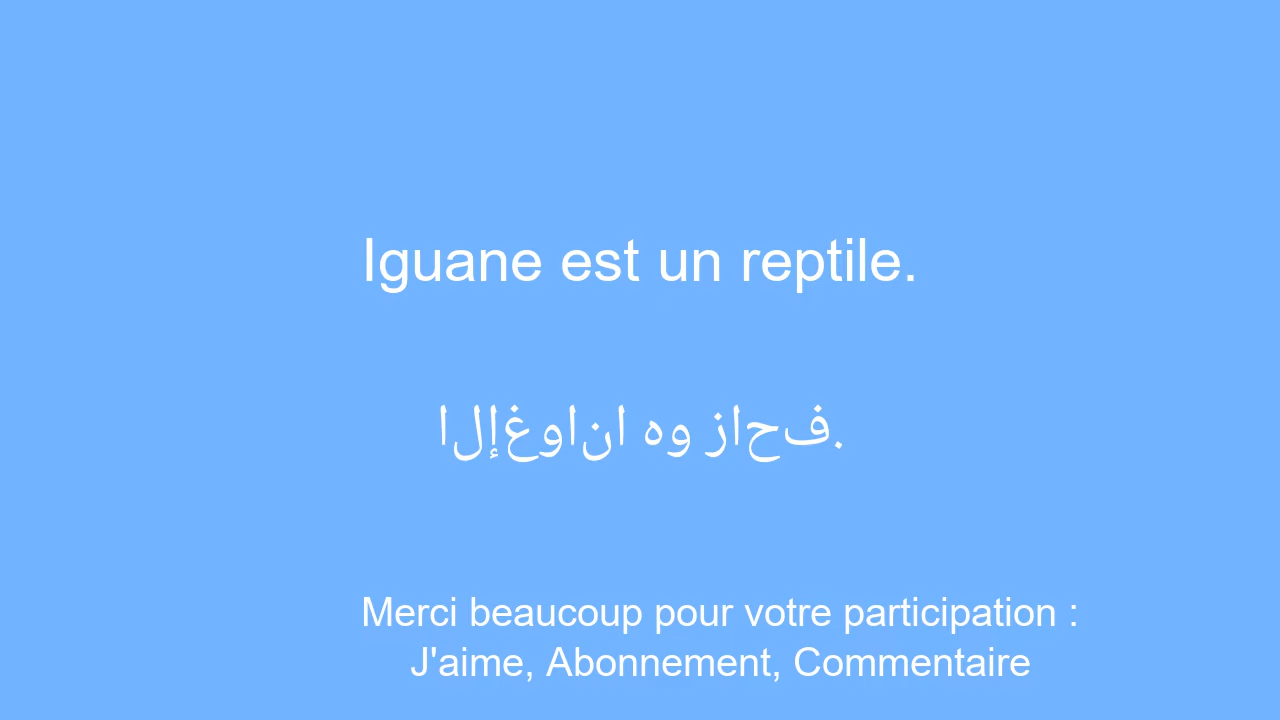 Iguane est un reptile.
الإغوانا هو زاحف.
Merci beaucoup pour votre participation :
J'aime, Abonnement, Commentaire